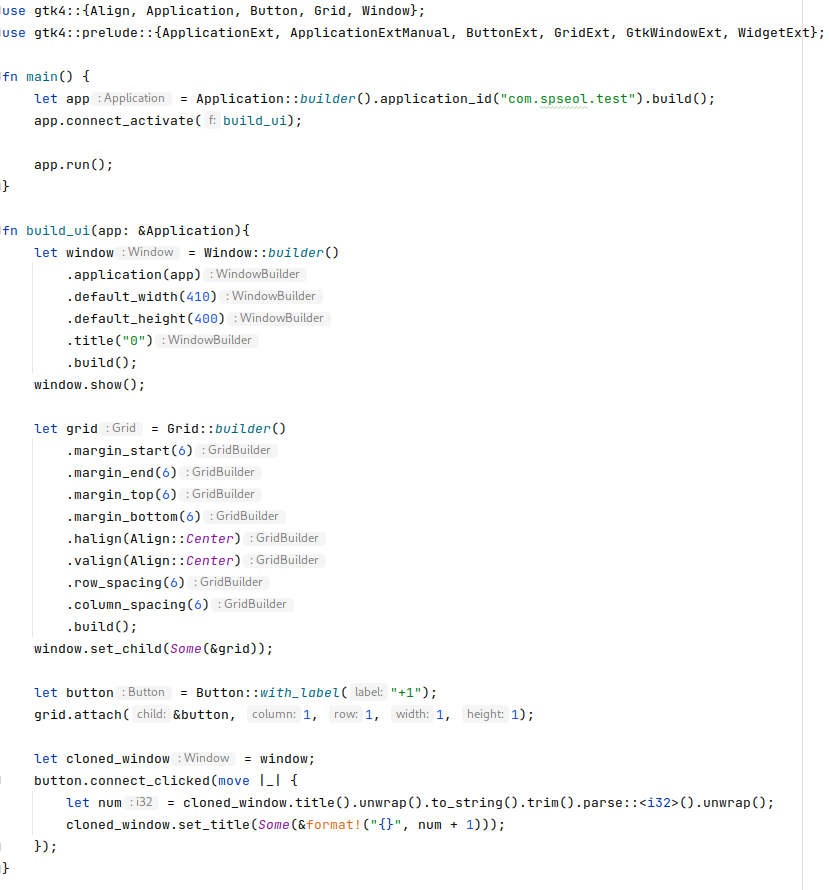 use gtk4::{Align, Application, Button, Grid, Window};
use gtk4::prelude::{ApplicationExt, ApplicationExtManual, ButtonExt, GridExt, GtkWindowExt, WidgetExt};
fn main() {
let app : Application = Application::builder().application_id("com.spseol.test").build();
app.connect_activate( f: build_ui);
app.run();
}
fn build_ui(app: &Application){
let window : Window = Window::builder()
.application(app) : WindowBuilder
.default_width(410) : WindowBuilder
.default_height(400) : WindowBuilder
.title("0") : WindowBuilder
.build();
window.show();
let grid : Grid = Grid::builder()
.margin_start(6) : GridBuilder
.margin_end(6) : GridBuilder
.margin_top(6) : GridBuilder
.margin_bottom(6) : GridBuilder
.halign(Align::Center) : GridBuilder
.valign(Align::Center) : GridBuilder
.row_spacing(6) : GridBuilder
.column_spacing(6) : GridBuilder
.build();
window.set_child(Some(&grid));
let button : Button = Button::with_label( label: "+1");
grid.attach( child: &button, column: 1, row: 1, width: 1, height: 1);
let cloned_window : Window = window;
button.connect_clicked(move |_| {
let num : i32 = cloned_window.title().unwrap().to_string().trim().parse::<i32>().unwrap();
cloned_window.set_title(Some(&format!("{}", num + 1)));
});
}